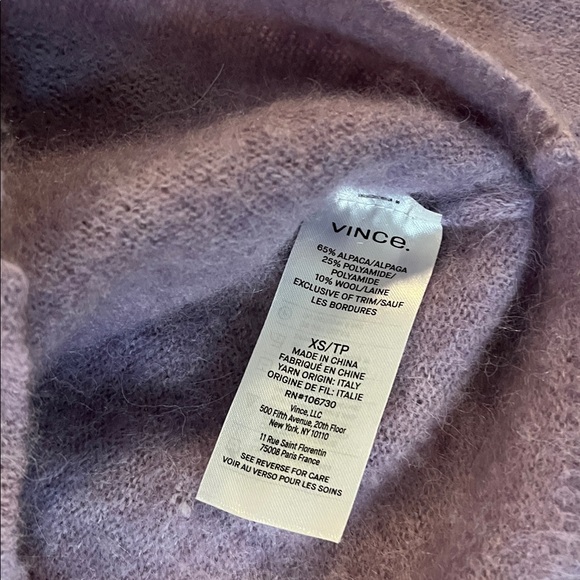 VINCE.
65% ALPACA/ALPAGA
25% POLYAMIDE/
POLYAMIDE
10% WOOL/LAINE
EXCLUSIVE OF TRIM/SAUF
LES BORDURES
XS/TP
MADE IN CHINA
FABRIQUÉ EN CHINE
YARN ORIGIN: ITALY
ORIGINE DE FIL: ITALIE
RN#106730
Vince, LLC
500 Fifth Avenue, 20th Floor
New York, NY 10110
11 Rue Saint Florentin
75008 Paris France
SEE REVERSE FOR CARE
VOIR AU VERSO POUR LES SOINS